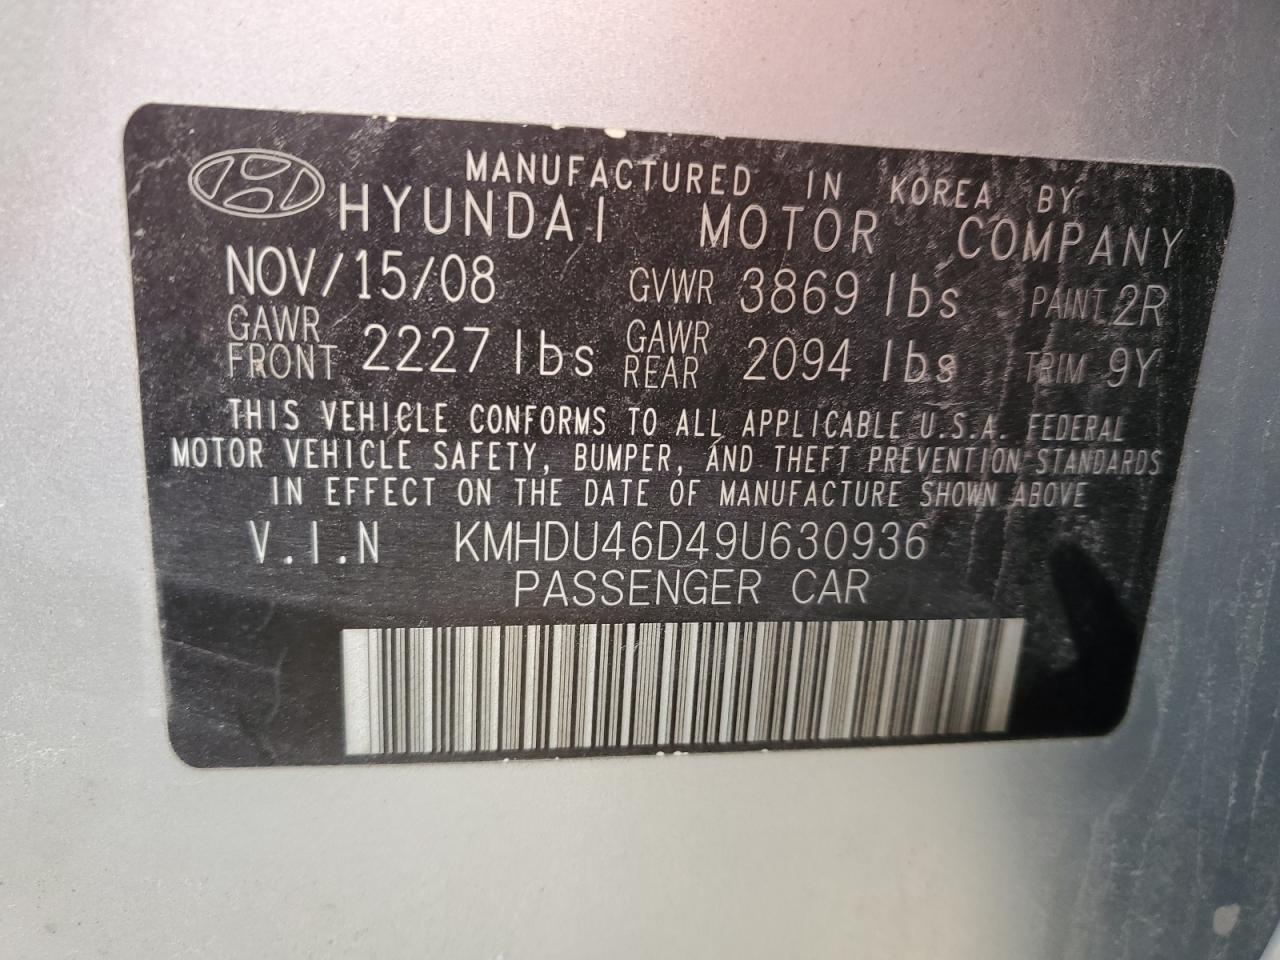 MANUFACTURED IN KOREA BY
HYUNDAI MOTOR COMPANY
NOV/15/08 GVWR 3869 lbs PAINT 2R
GAWR FRONT 2227 lbs GAWR REAR 2094 lbs TRIM 9Y
THIS VEHICLE CONFORMS TO ALL APPLICABLE U.S.A. FEDERAL
MOTOR VEHICLE SAFETY, BUMPER, AND THEFT PREVENTION STANDARDS
IN EFFECT ON THE DATE OF MANUFACTURE SHOWN ABOVE
V.I.N KMHDU46D49U630936
PASSENGER CAR